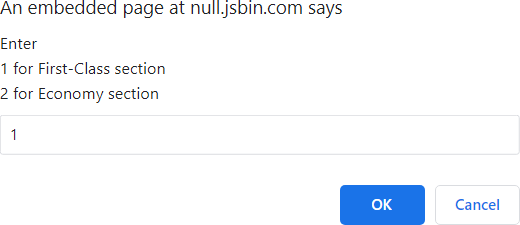 An embedded page at null.jsbin.com says
Enter
1 for First-Class section
2 for Economy section
1
OK
Cancel